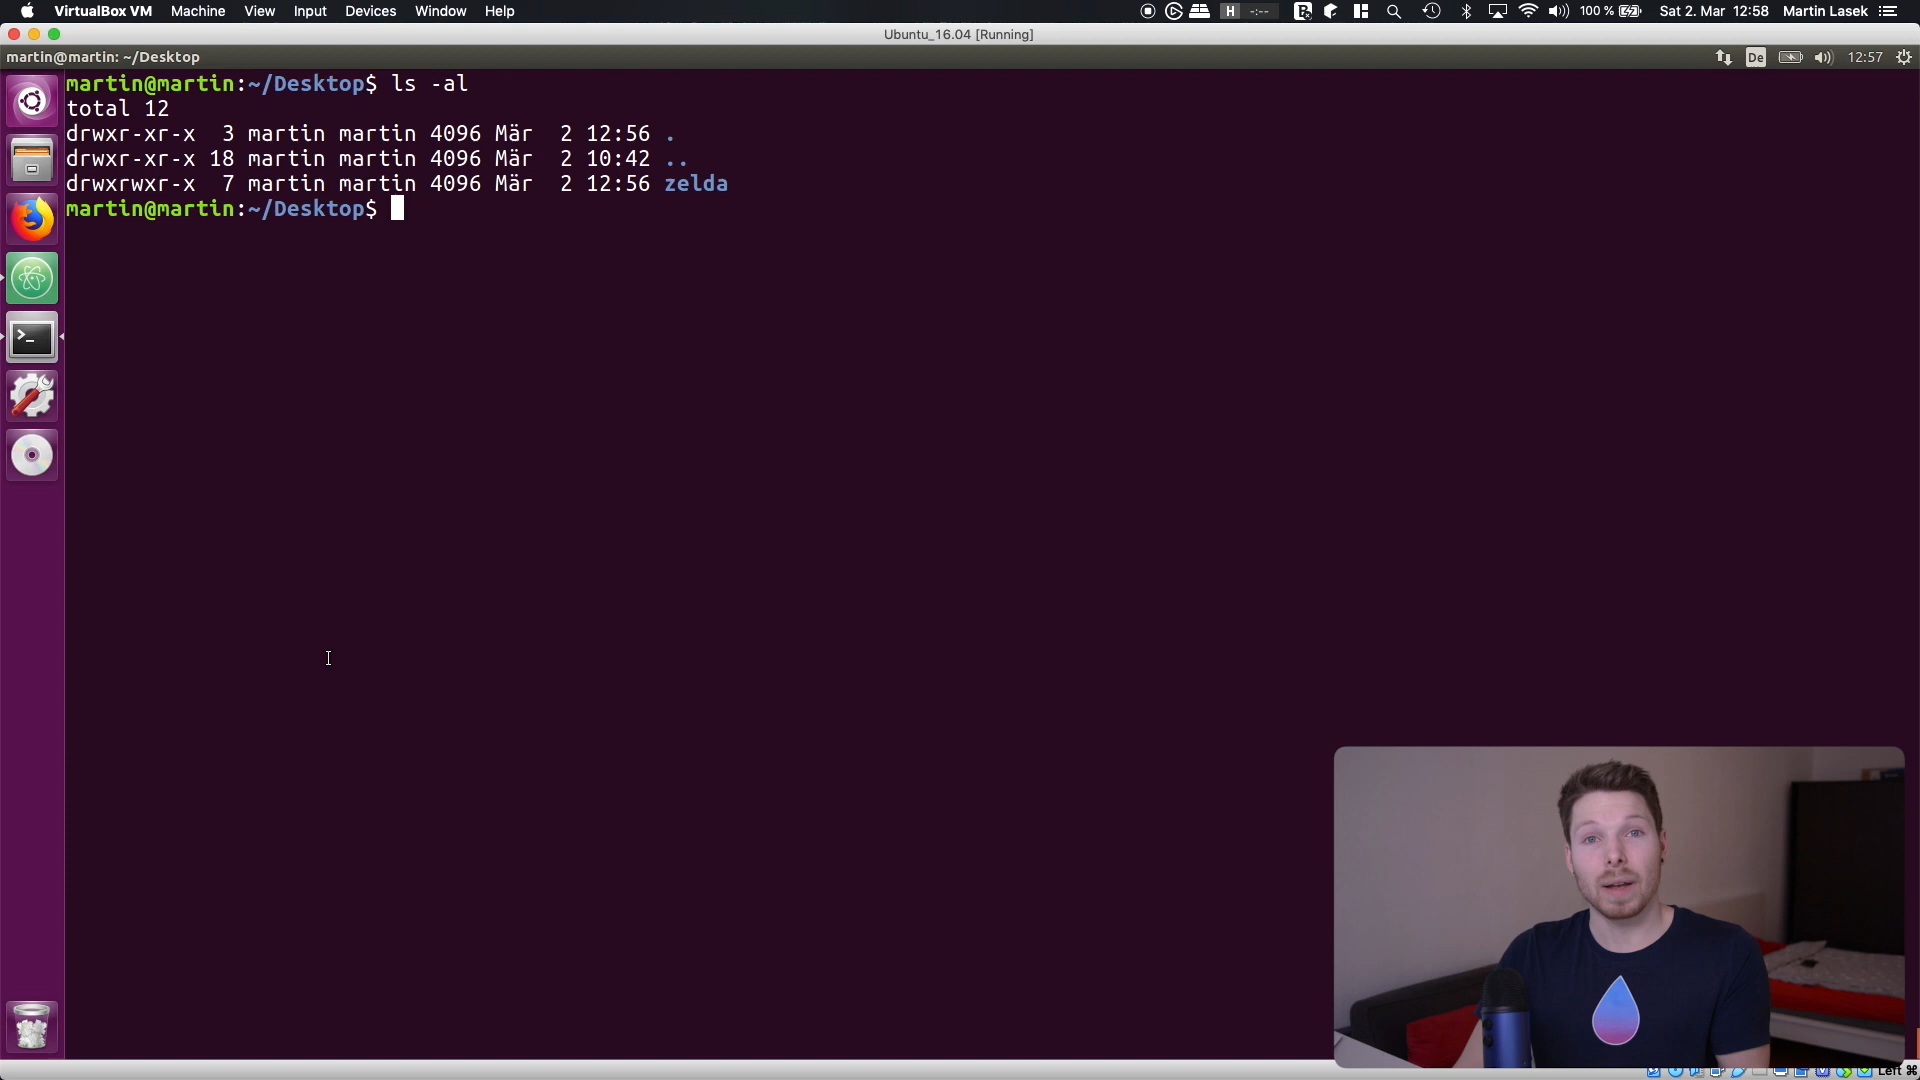 VirtualBox VM Machine View Input Devices Window Help H -:-- 100 % Sat 2. Mar 12:58 Martin Lasek
Ubuntu_16.04 [Running]
martin@martin: ~/Desktop De 12:57
martin@martin:~/Desktop$ ls -al
total 12
drwxr-xr-x  3 martin martin 4096 Mär  2 12:56 .
drwxr-xr-x 18 martin martin 4096 Mär  2 10:42 ..
drwxrwxr-x  7 martin martin 4096 Mär  2 12:56 zelda
martin@martin:~/Desktop$
Left ⌘